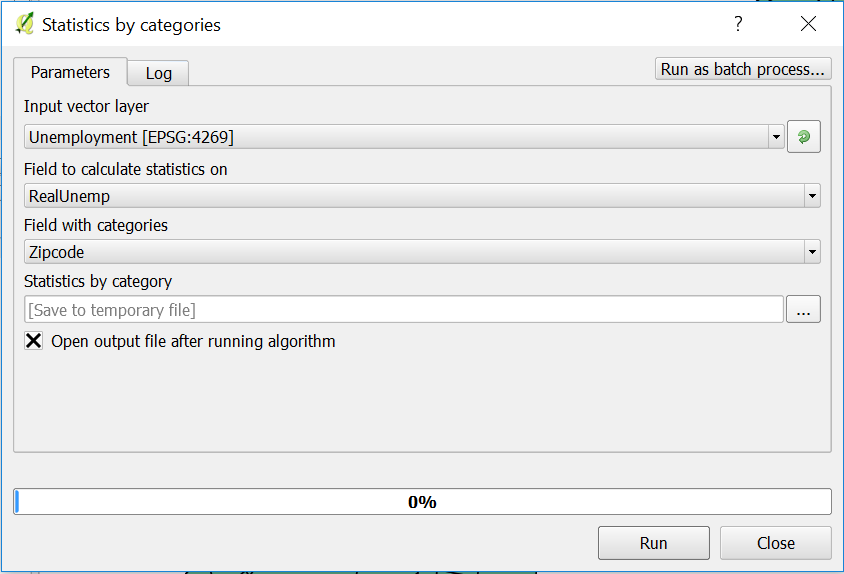 Statistics by categories
?
Parameters
Log
Run as batch process...
Input vector layer
Unemployment [EPSG:4269]
Field to calculate statistics on
RealUnemp
Field with categories
Zipcode
Statistics by category
[Save to temporary file]
...
Open output file after running algorithm
0%
Run
Close